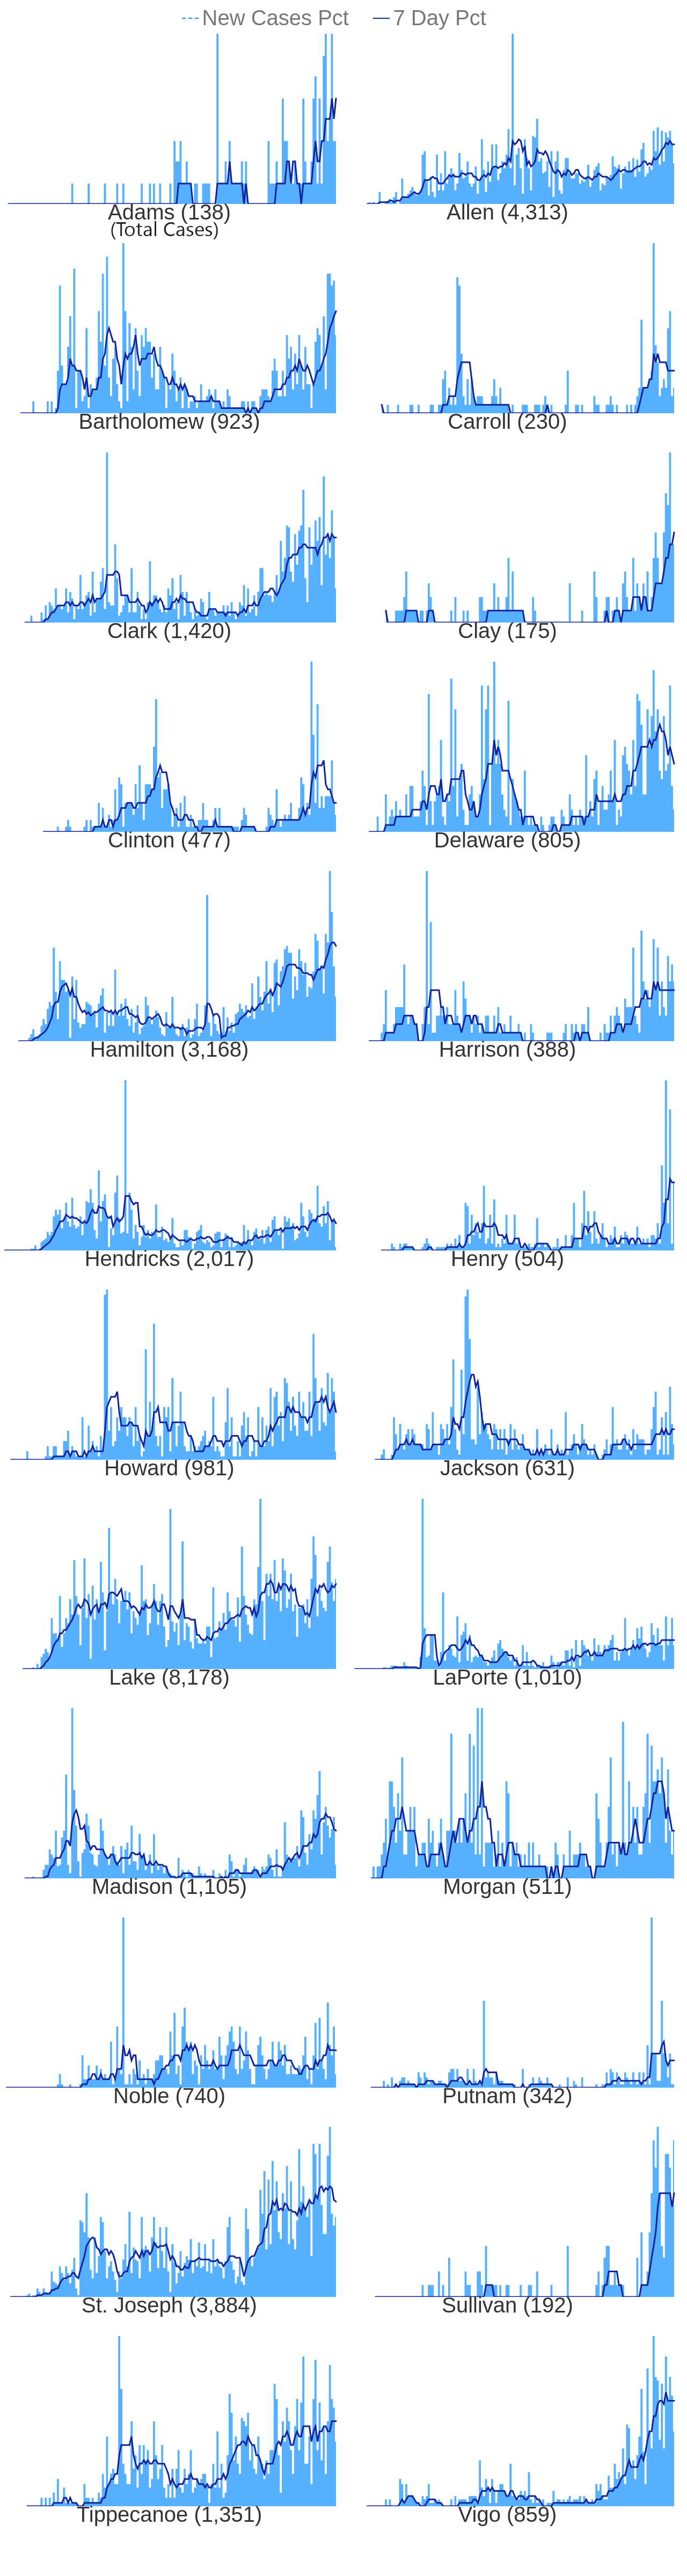 New Cases Pct 7 Day Pct
Adams (138) Allen (4,313)
(Total Cases)
Bartholomew (923) Carroll (230)
Clark (1,420) Clay (175)
Clinton (477) Delaware (805)
Hamilton (3,168) Harrison (388)
Hendricks (2,017) Henry (504)
Howard (981) Jackson (631)
Lake (8,178) LaPorte (1,010)
Madison (1,105) Morgan (511)
Noble (740) Putnam (342)
St. Joseph (3,884) Sullivan (192)
Tippecanoe (1,351) Vigo (859)